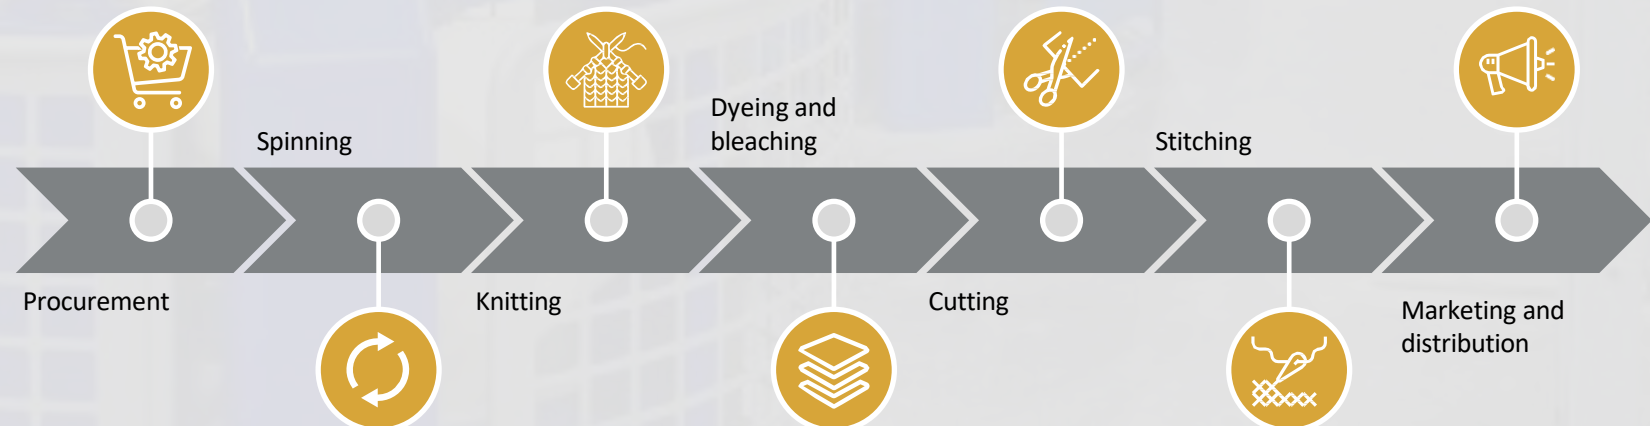 Procurement
Spinning
Knitting
Dyeing and
bleaching
Cutting
Stitching
Marketing and
distribution